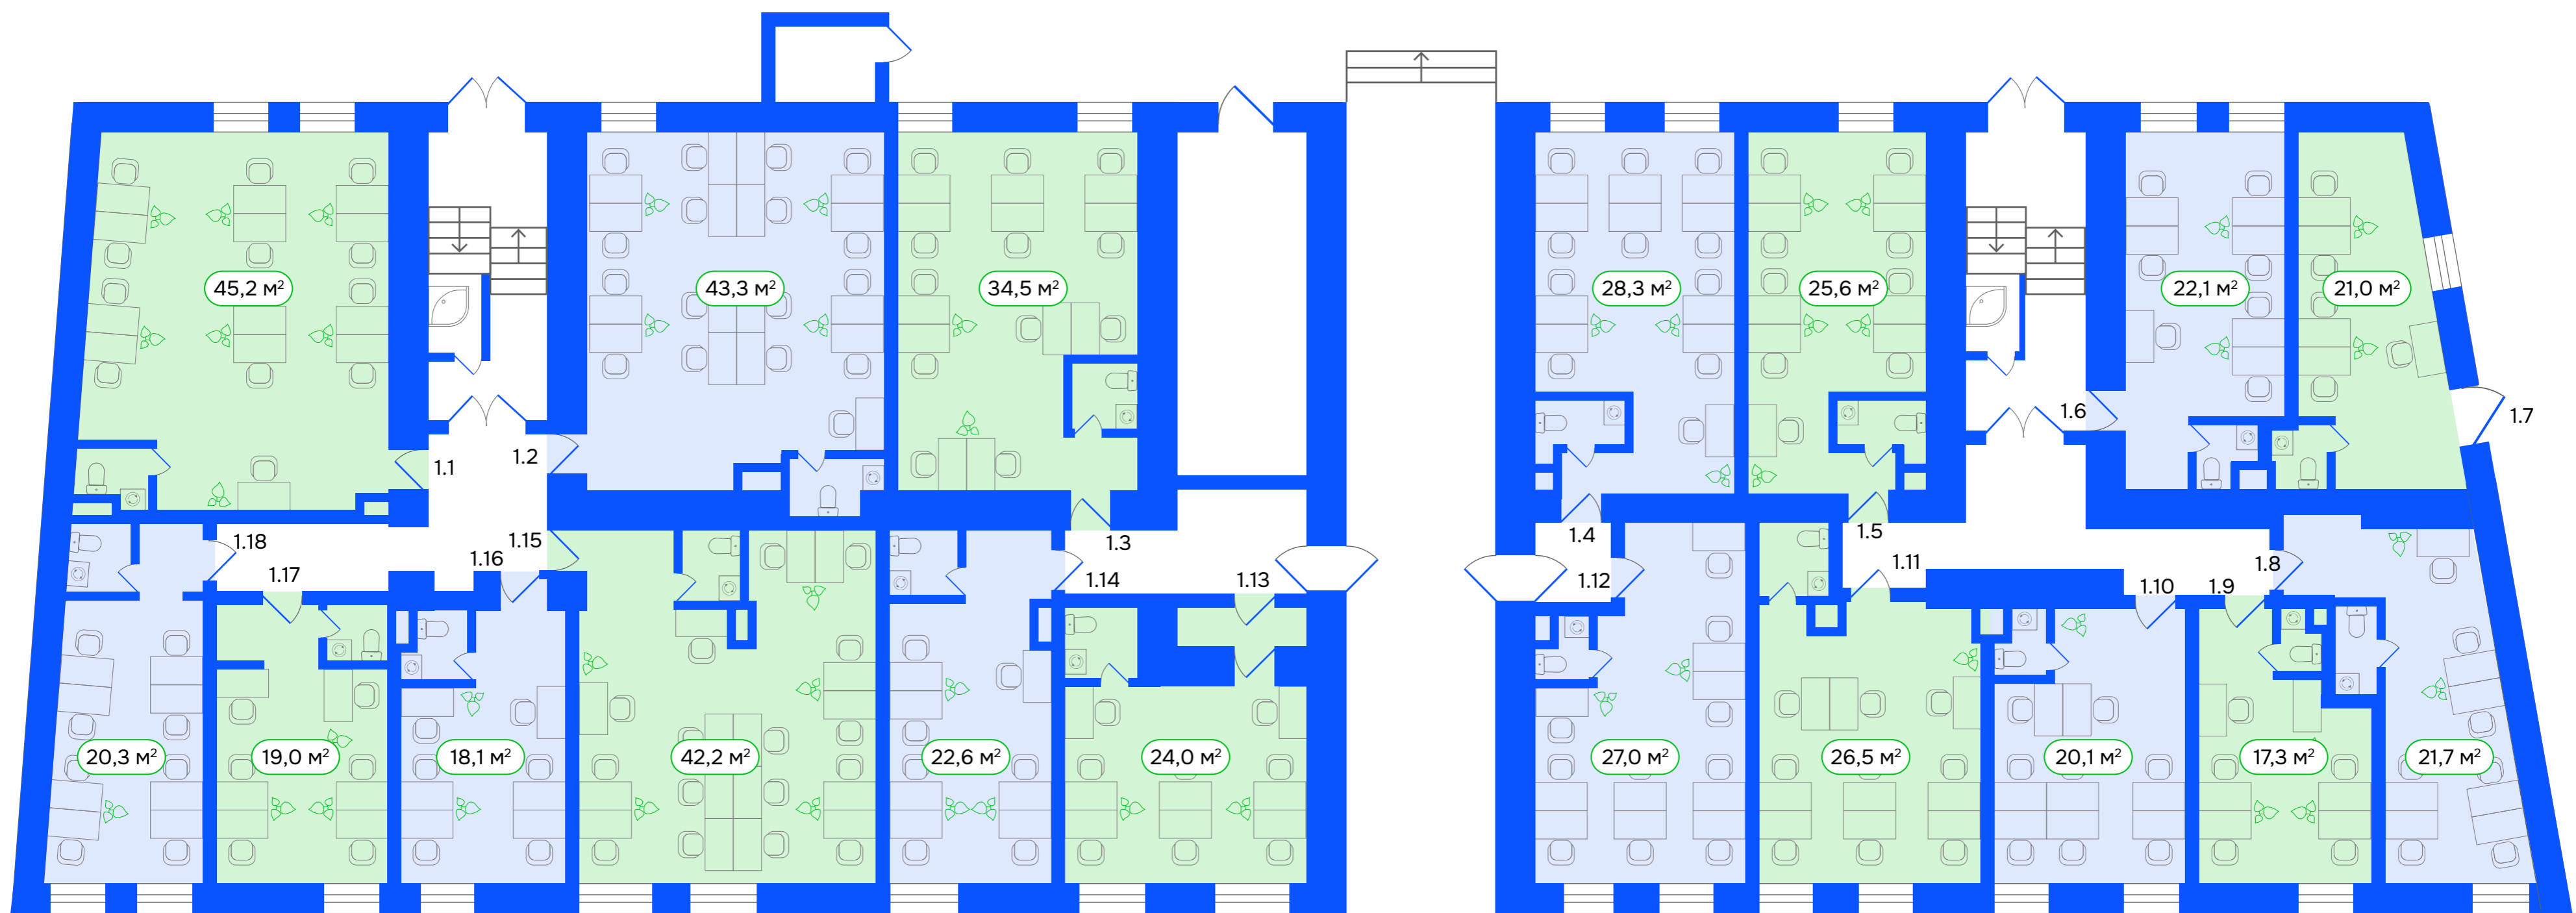 45,2 м²
43,3 м²
34,5 м²
28,3 м²
25,6 м²
22,1 м²
21,0 м²
1.1
1.2
1.6
1.7
1.18
1.17
1.16
1.15
1.3
1.14
1.13
1.4
1.12
1.5
1.11
1.10
1.9
1.8
20,3 м²
19,0 м²
18,1 м²
42,2 м²
22,6 м²
24,0 м²
27,0 м²
26,5 м²
20,1 м²
17,3 м²
21,7 м²